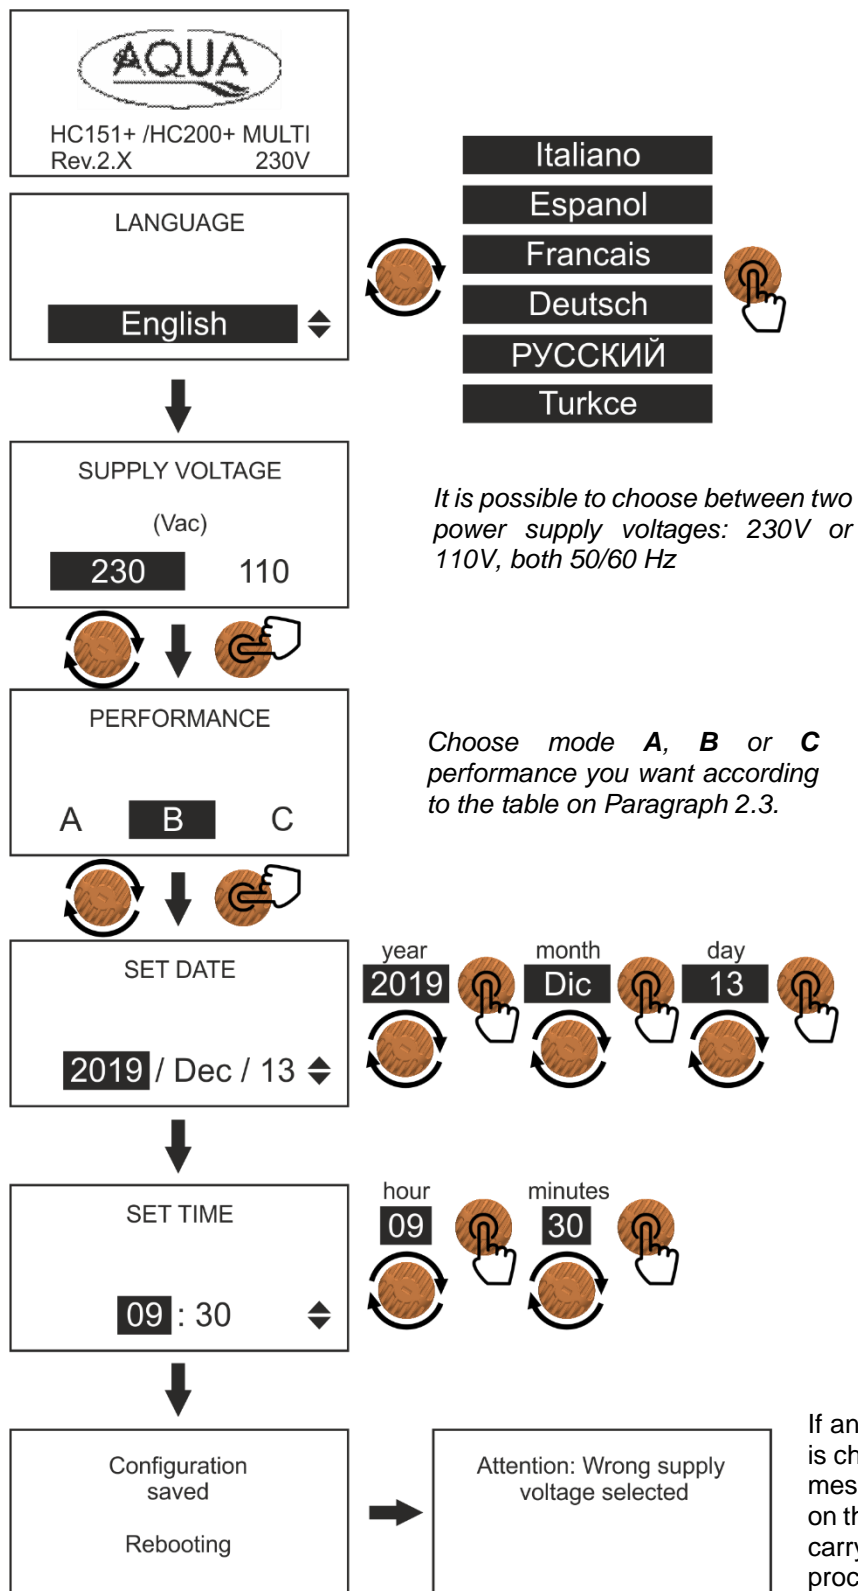 AQUA
HC151+ /HC200+ MULTI
Rev.2.X 230V
LANGUAGE
English
Italiano
Espanol
Francais
Deutsch
РУССКИЙ
Turkce
SUPPLY VOLTAGE
(Vac)
230 110
It is possible to choose between two
power supply voltages: 230V or
110V, both 50/60 Hz
PERFORMANCE
A B C
Choose mode A, B or C
performance you want according
to the table on Paragraph 2.3.
SET DATE
2019 / Dec / 13
year month day
2019 Dic 13
SET TIME
09 : 30
hour minutes
09 30
Configuration
saved
Rebooting
Attention: Wrong supply
voltage selected
If an
is ch
mes
on th
carry
proc